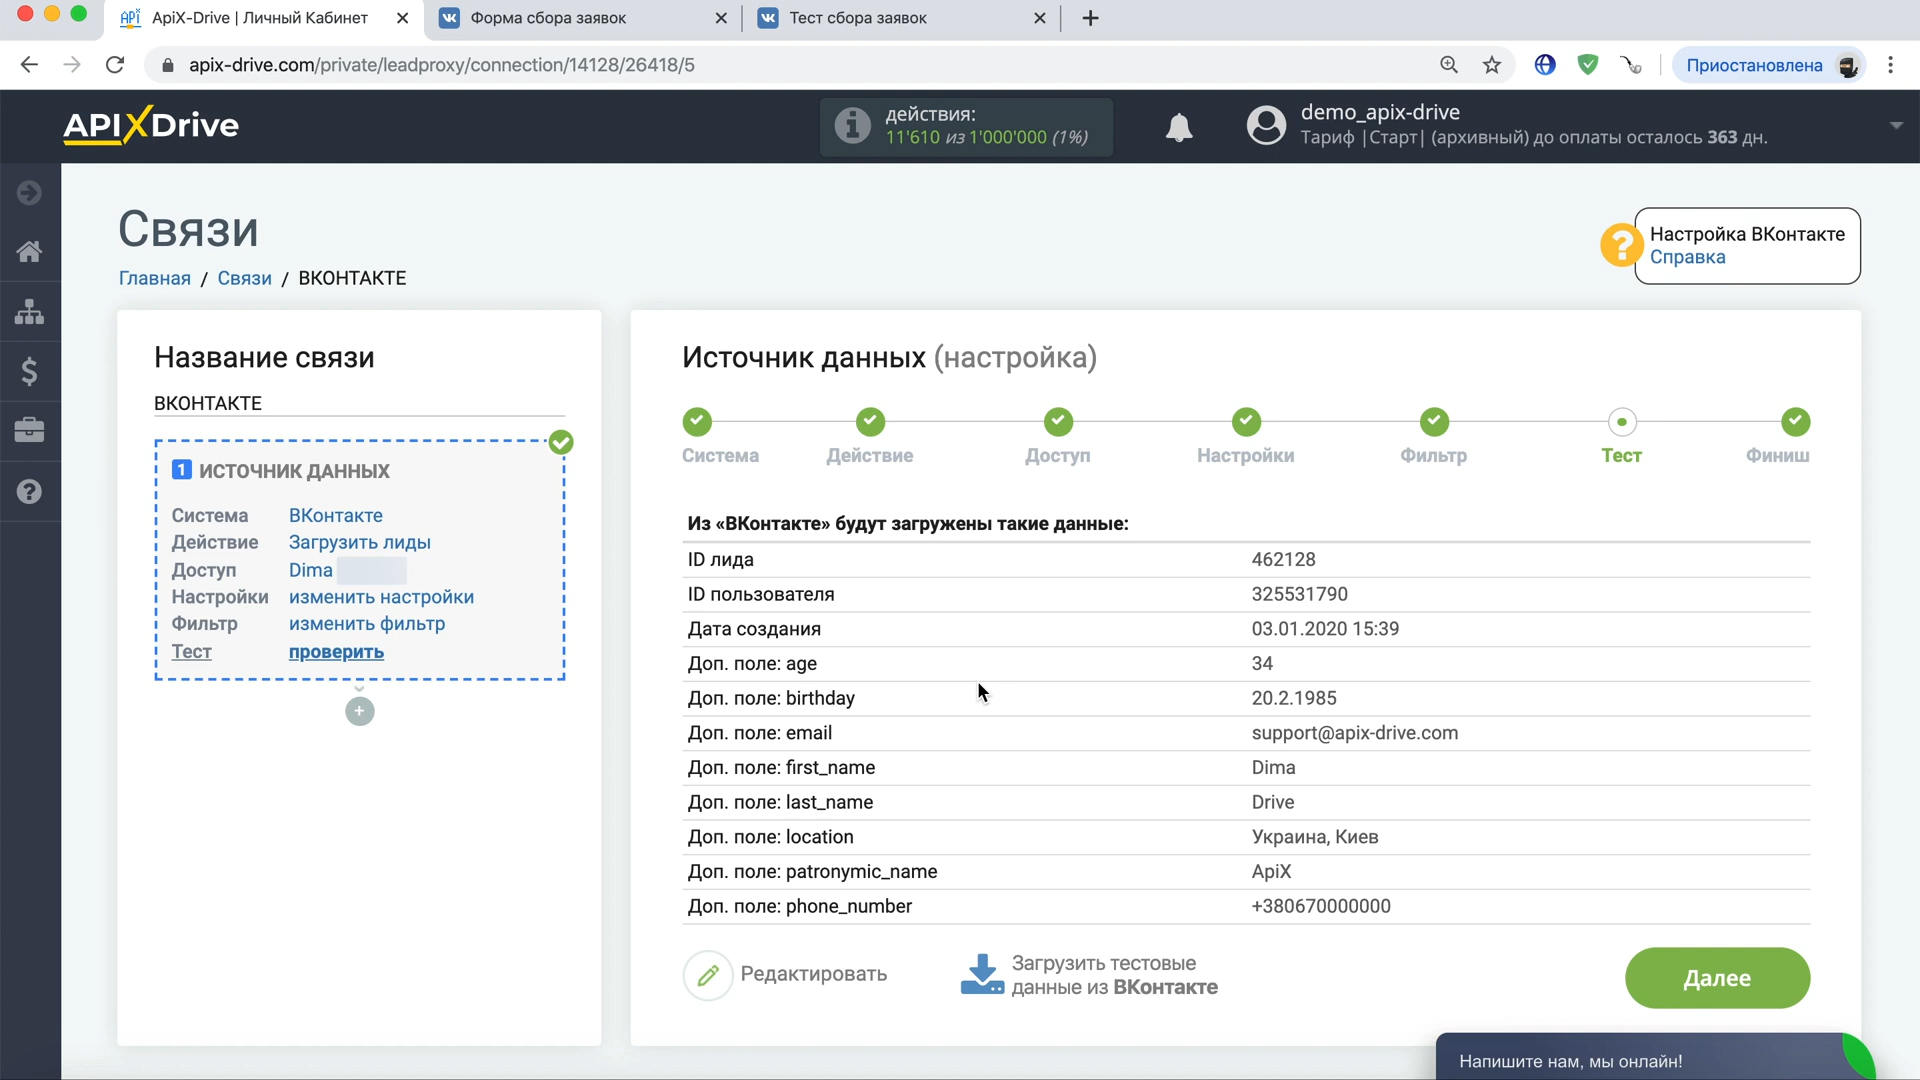 API ApiX-Drive | Личный Кабинет
Форма сбора заявок
Тест сбора заявок
apix-drive.com/private/leadproxy/connection/14128/26418/5
Приостановлена
APIXDrive
действия:
11'610 из 1'000'000 (1%)
demo_apix-drive
Тариф |Старт| (архивный) до оплаты осталось 363 дн.
Связи
Главная / Связи / ВКОНТАКТЕ
Настройка ВКонтакте
Справка
Название связи
ВКОНТАКТЕ
1 ИСТОЧНИК ДАННЫХ
Система ВКонтакте
Действие Загрузить лиды
Доступ Dima
Настройки изменить настройки
Фильтр изменить фильтр
Тест проверить
Источник данных (настройка)
Система Действие Доступ Настройки Фильтр Тест Финиш
Из «ВКонтакте» будут загружены такие данные:
ID лида 462128
ID пользователя 325531790
Дата создания 03.01.2020 15:39
Доп. поле: age 34
Доп. поле: birthday 20.2.1985
Доп. поле: email support@apix-drive.com
Доп. поле: first_name Dima
Доп. поле: last_name Drive
Доп. поле: location Украина, Киев
Доп. поле: patronymic_name ApiX
Доп. поле: phone_number +380670000000
Редактировать
Загрузить тестовые
данные из ВКонтакте
Далее
Напишите нам, мы онлайн!